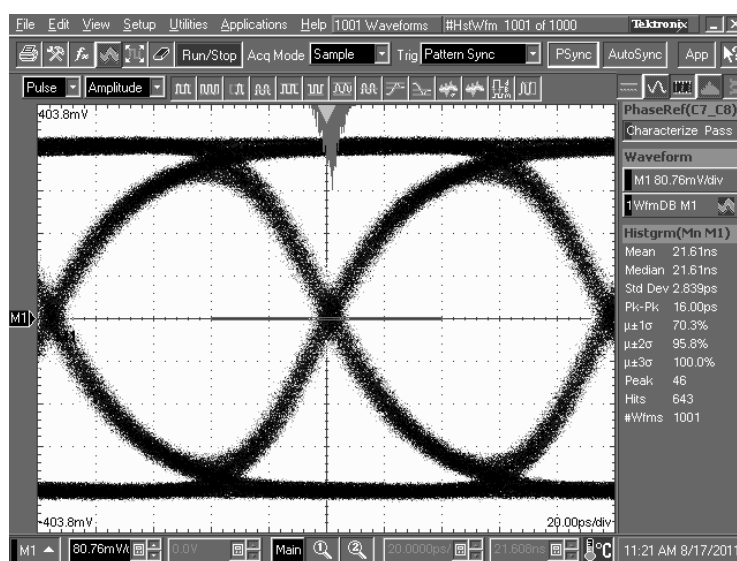 File Edit View Setup Utilities Applications Help 1001 Waveforms #HstWfm 1001 of 1000 Tektronix
Run/Stop Acq Mode Sample Trig Pattern Sync PSync AutoSync App
Pulse Amplitude
403.8mV
PhaseRef(C7_C8)
Characterize Pass
Waveform
M1 80.76mV/div
1 WfmDB M1
Histgrm(Mn M1)
Mean 21.61ns
Median 21.61ns
Std Dev 2.839ps
Pk-Pk 16.00ps
µ±1σ 70.3%
µ±2σ 95.8%
µ±3σ 100.0%
Peak 46
Hits 643
#Wfms 1001
M1
-403.8mV 20.00ps/div
M1 80.76mV/ 0.0V Main 1 2 20.0000ps/ 21.608ns °C 11:21 AM 8/17/2011